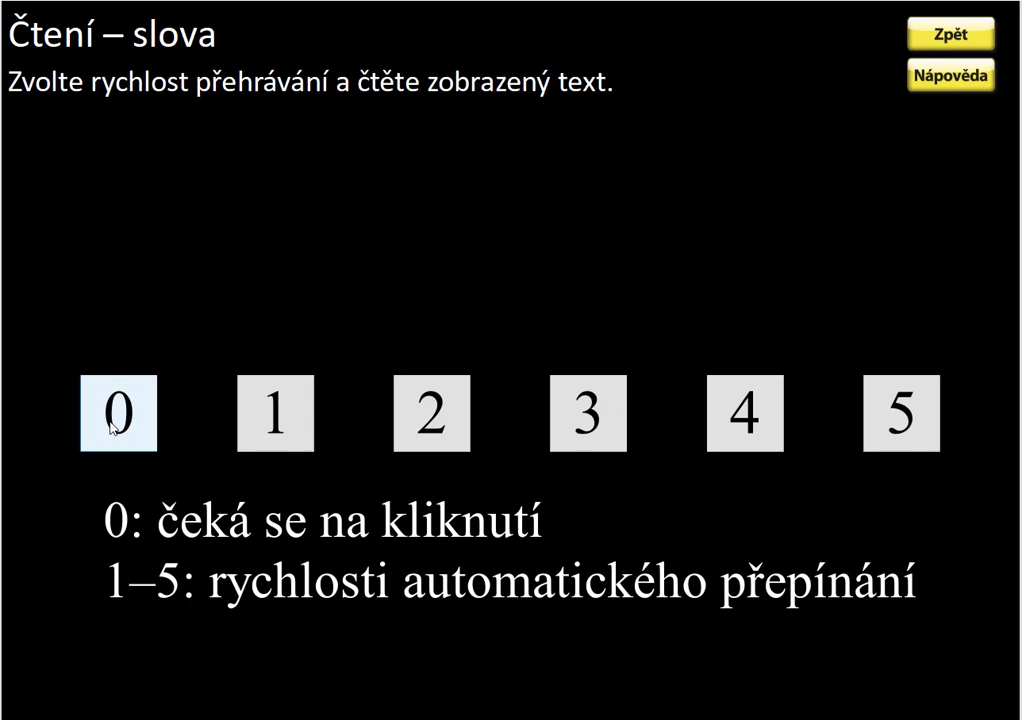 Čtení – slova
Zpět
Zvolte rychlost přehrávání a čtěte zobrazený text.
Nápověda
0 1 2 3 4 5
0: čeká se na kliknutí
1–5: rychlosti automatického přepínání